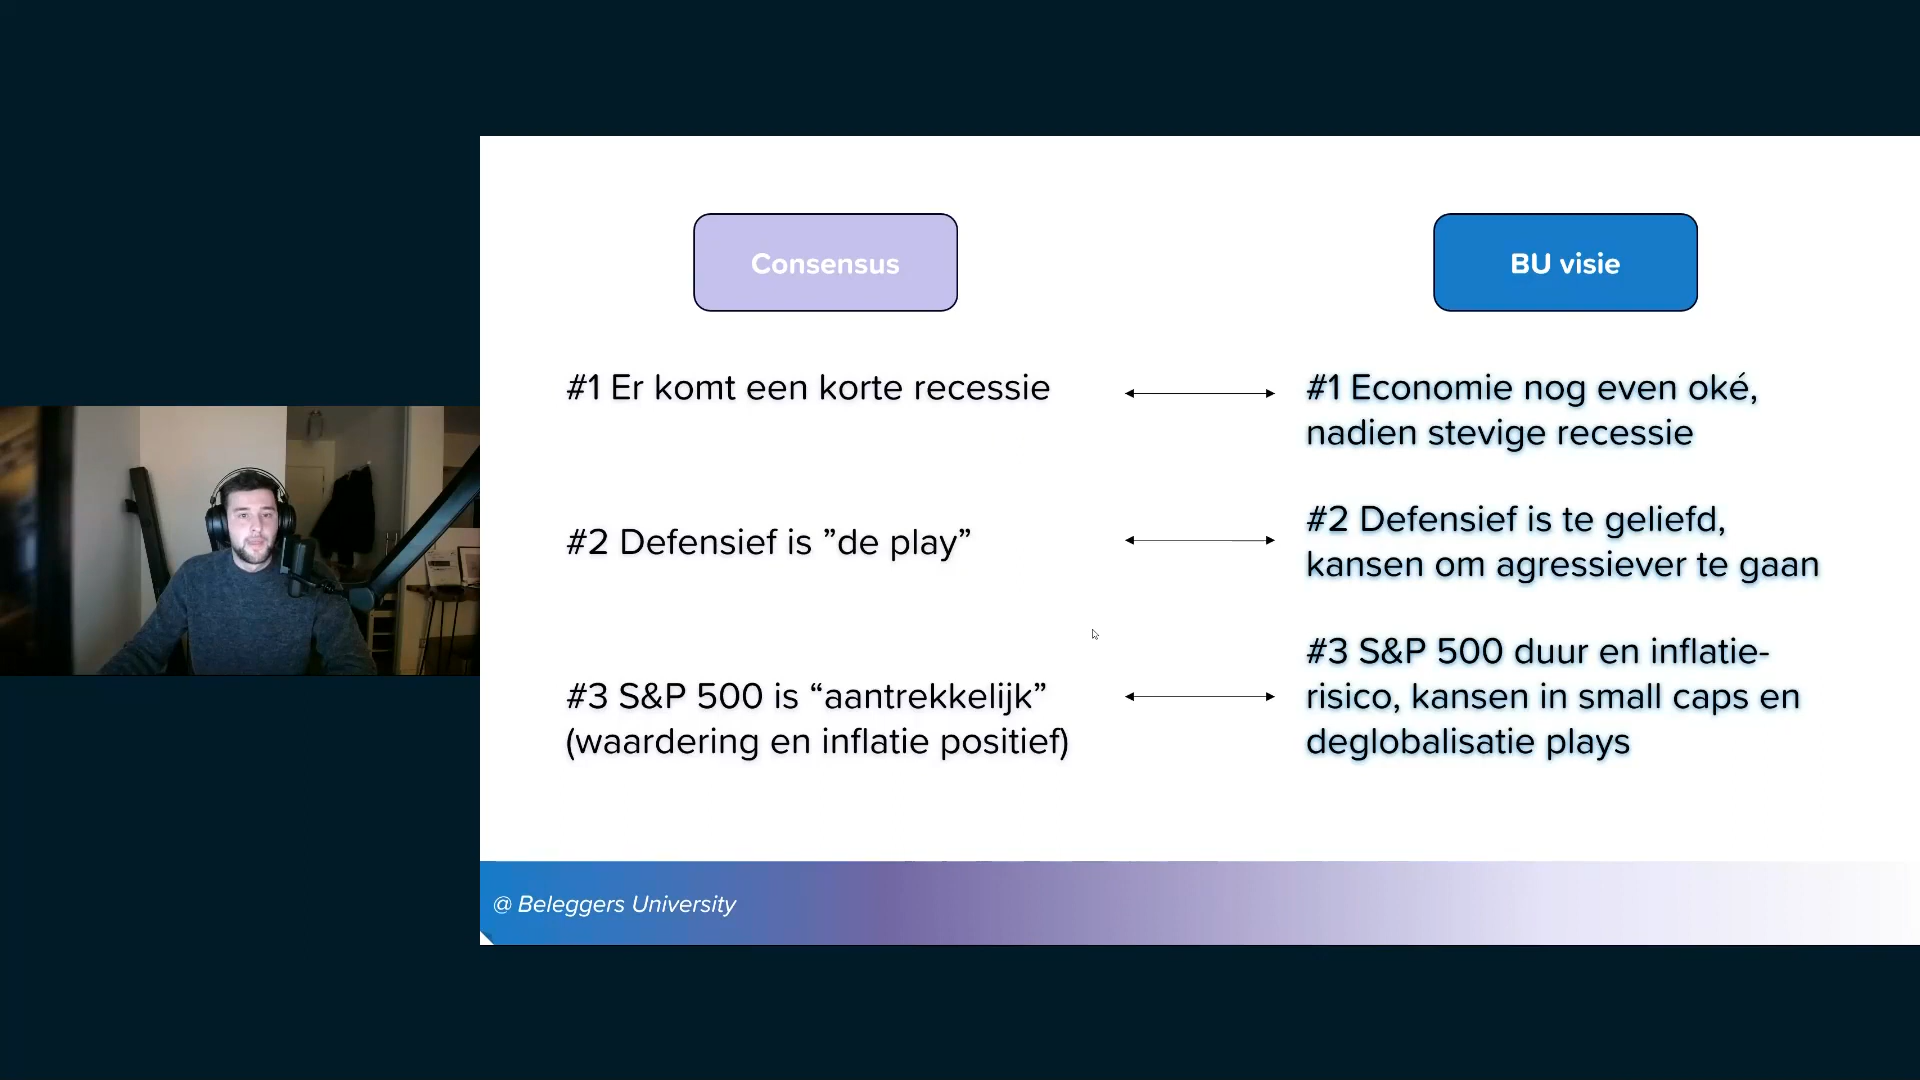 Consensus
BU visie
#1 Er komt een korte recessie
#1 Economie nog even oké,
nadien stevige recessie
#2 Defensief is ”de play”
#2 Defensief is te geliefd,
kansen om agressiever te gaan
#3 S&P 500 is “aantrekkelijk”
(waardering en inflatie positief)
#3 S&P 500 duur en inflatie-
risico, kansen in small caps en
deglobalisatie plays
@ Beleggers University